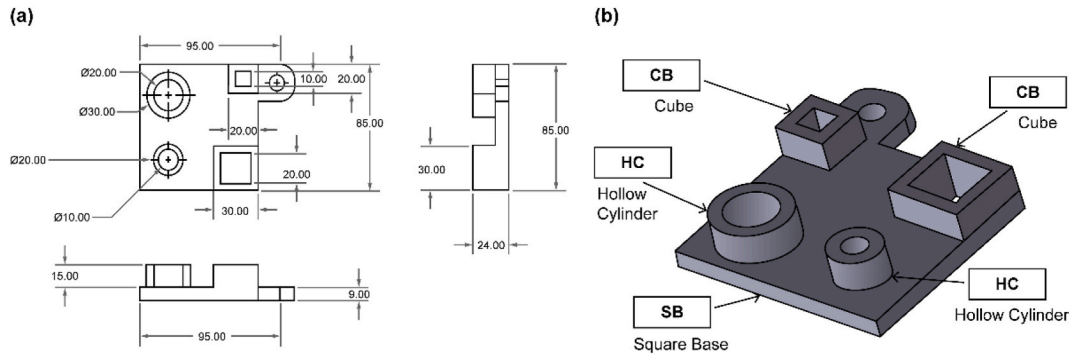 (a)
95.00
Ø20.00
10.00
20.00
Ø30.00
85.00
20.00
Ø20.00
20.00
Ø10.00
30.00
85.00
30.00
24.00
15.00
9.00
95.00
(b)
CB
Cube
CB
Cube
HC
Hollow
Cylinder
HC
Hollow Cylinder
SB
Square Base